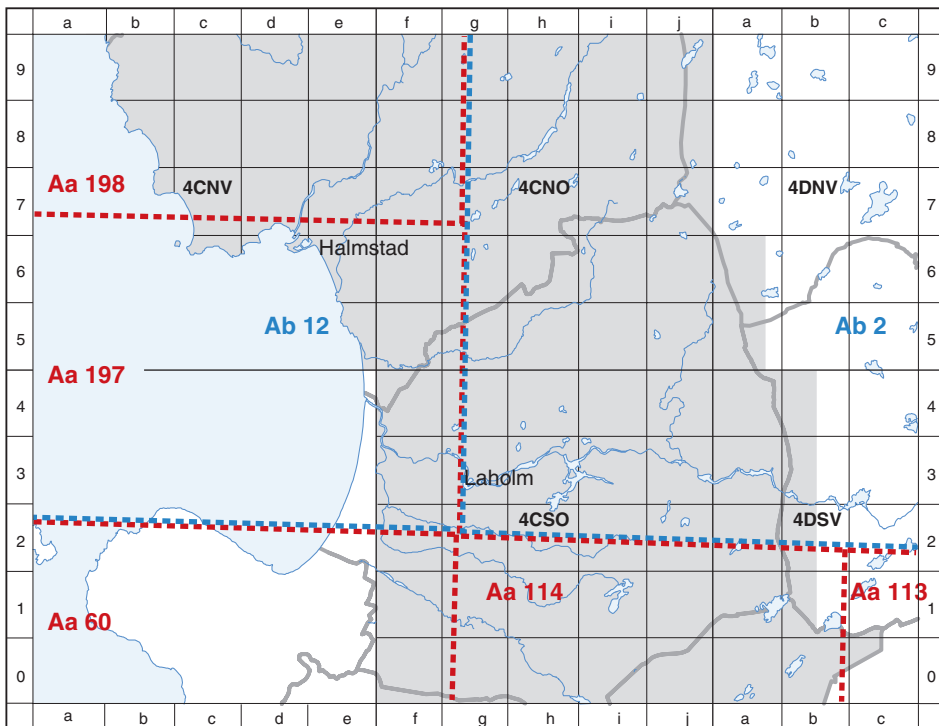 a b c d e f g h i j a b c
9 9
8 8
Aa 198 4CNV 4CNO 4DNV
7 7
Halmstad
6 6
Ab 12 Ab 2
5 5
Aa 197
4 4
3 Laholm 3
4CSO 4DSV
2 2
Aa 114 Aa 113
1 1
Aa 60
0 0
a b c d e f g h i j a b c